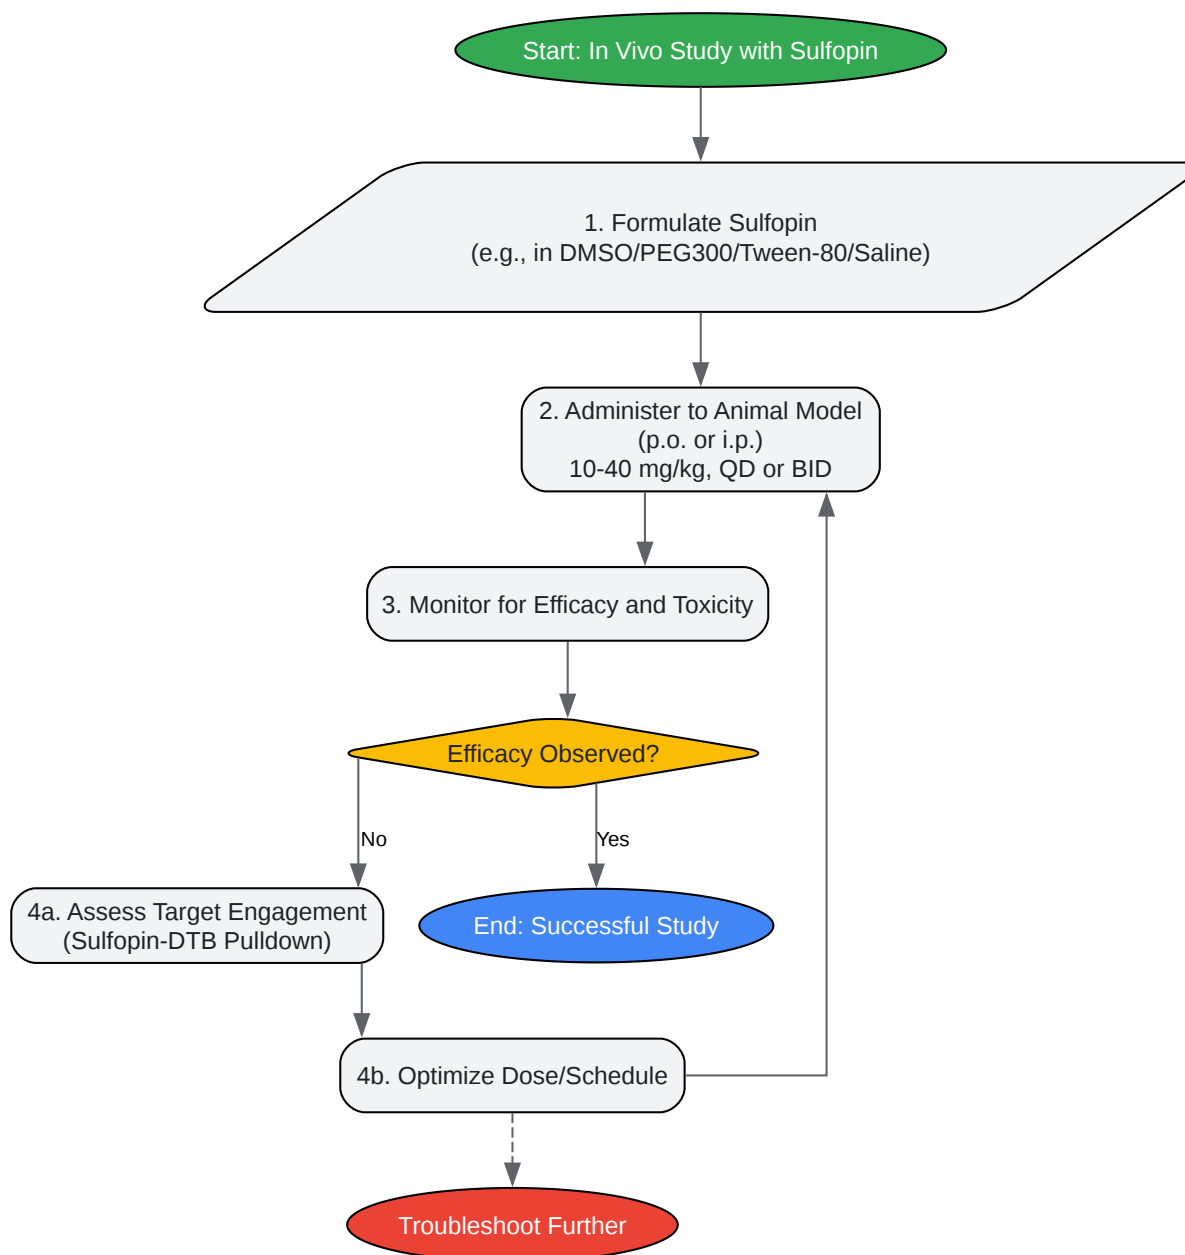 Start: In Vivo Study with Sulfopin
1. Formulate Sulfopin
(e.g., in DMSO/PEG300/Tween-80/Saline)
2. Administer to Animal Model
(p.o. or i.p.)
10-40 mg/kg, QD or BID
3. Monitor for Efficacy and Toxicity
Efficacy Observed?
No
Yes
4a. Assess Target Engagement
(Sulfopin-DTB Pulldown)
End: Successful Study
4b. Optimize Dose/Schedule
Troubleshoot Further